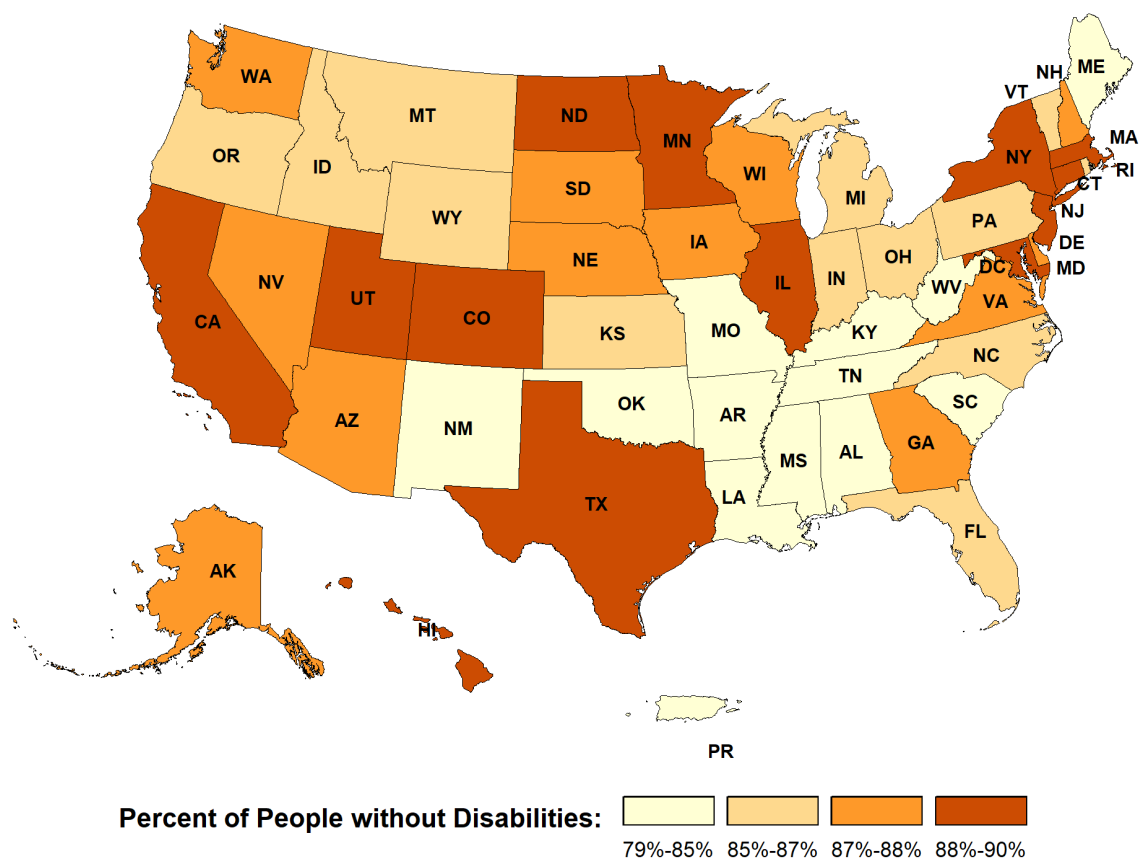 ME
NH
VT
WA
MT
ND
MN
MA
NY
RI
OR
ID
SD
WI
CT
MI
WY
NJ
PA
IA
DE
NE
OH
DC
MD
NV
IL
IN
WV
UT
VA
CO
CA
MO
KY
KS
NC
TN
OK
SC
AR
NM
AZ
GA
MS
AL
LA
TX
FL
AK
HI
PR
Percent of People without Disabilities:
79%-85% 85%-87% 87%-88% 88%-90%